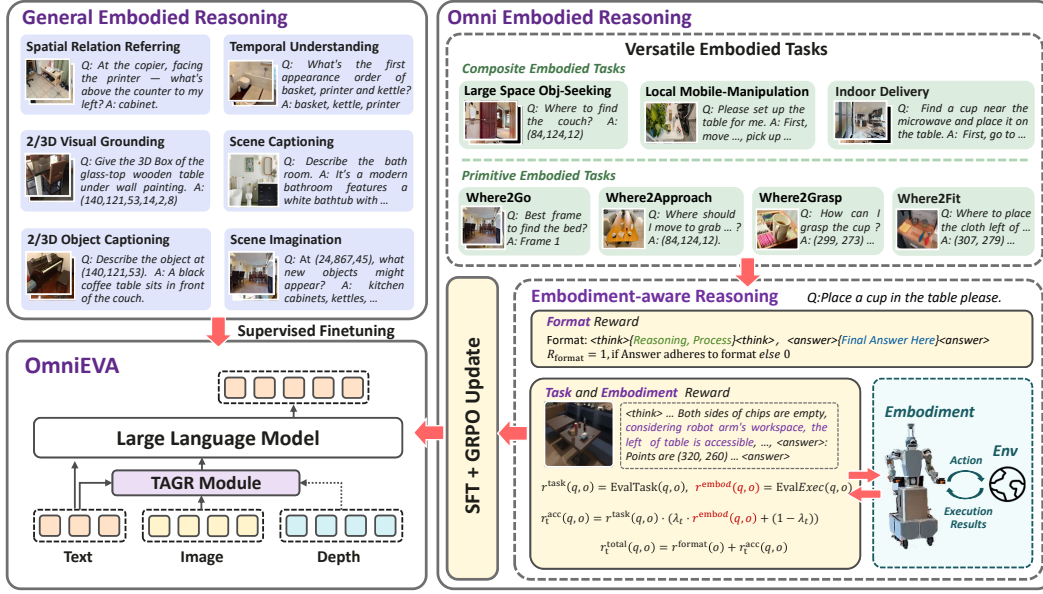 General Embodied Reasoning
Spatial Relation Referring
Q: At the copier, facing
the printer — what's
above the counter to my
left? A: cabinet.
Temporal Understanding
Q: What's the first
appearance order of
basket, printer and kettle?
A: basket, kettle, printer
2/3D Visual Grounding
Q: Give the 3D Box of the
glass-top wooden table
under wall painting. A:
(140,121,53,14,2,8)
Scene Captioning
Q: Describe the bath
room. A: It's a modern
bathroom features a
white bathtub with ...
2/3D Object Captioning
Q: Describe the object at
(140,121,53). A: A black
coffee table sits in front
of the couch.
Scene Imagination
Q: At (24,867,45), what
new objects might
appear? A: kitchen
cabinets, kettles, ...
Supervised Finetuning
OmniEVA
Large Language Model
TAGR Module
Text
Image
Depth
Omni Embodied Reasoning
Versatile Embodied Tasks
Composite Embodied Tasks
Large Space Obj-Seeking
Q: Where to find
the couch? A:
(84,124,12)
Local Mobile-Manipulation
Q: Please set up the
table for me. A: First,
move ..., pick up ...
Indoor Delivery
Q: Find a cup near the
microwave and place it on
the table. A: First, go to ...
Primitive Embodied Tasks
Where2Go
Q: Best frame
to find the bed?
A: Frame 1
Where2Approach
Q: Where should
I move to grab ... ?
A: (84,124,12).
Where2Grasp
Q: How can I
grasp the cup ?
A: (299, 273) ...
Where2Fit
Q: Where to place
the cloth left of ...
A: (307, 279) ...
SFT + GRPO Update
Embodiment-aware Reasoning
Q:Place a cup in the table please.
Format Reward
Format: <think>{Reasoning, Process}<think>, <answer>{Final Answer Here}<answer>
R_format = 1, if Answer adheres to format else 0
Task and Embodiment Reward
<think> ... Both sides of chips are empty,
considering robot arm's workspace, the
left of table is accessible, ..., <answer>:
Points are (320, 260) ... <answer>
r^task(q, o) = EvalTask(q, o), r^embod(q, o) = EvalExec(q, o)
r_t^acc(q, o) = r^task(q, o) · (λ_t · r^embod(q, o) + (1 − λ_t))
r_t^total(q, o) = r^format(o) + r_t^acc(q, o)
Embodiment
Env
Action
Execution
Results